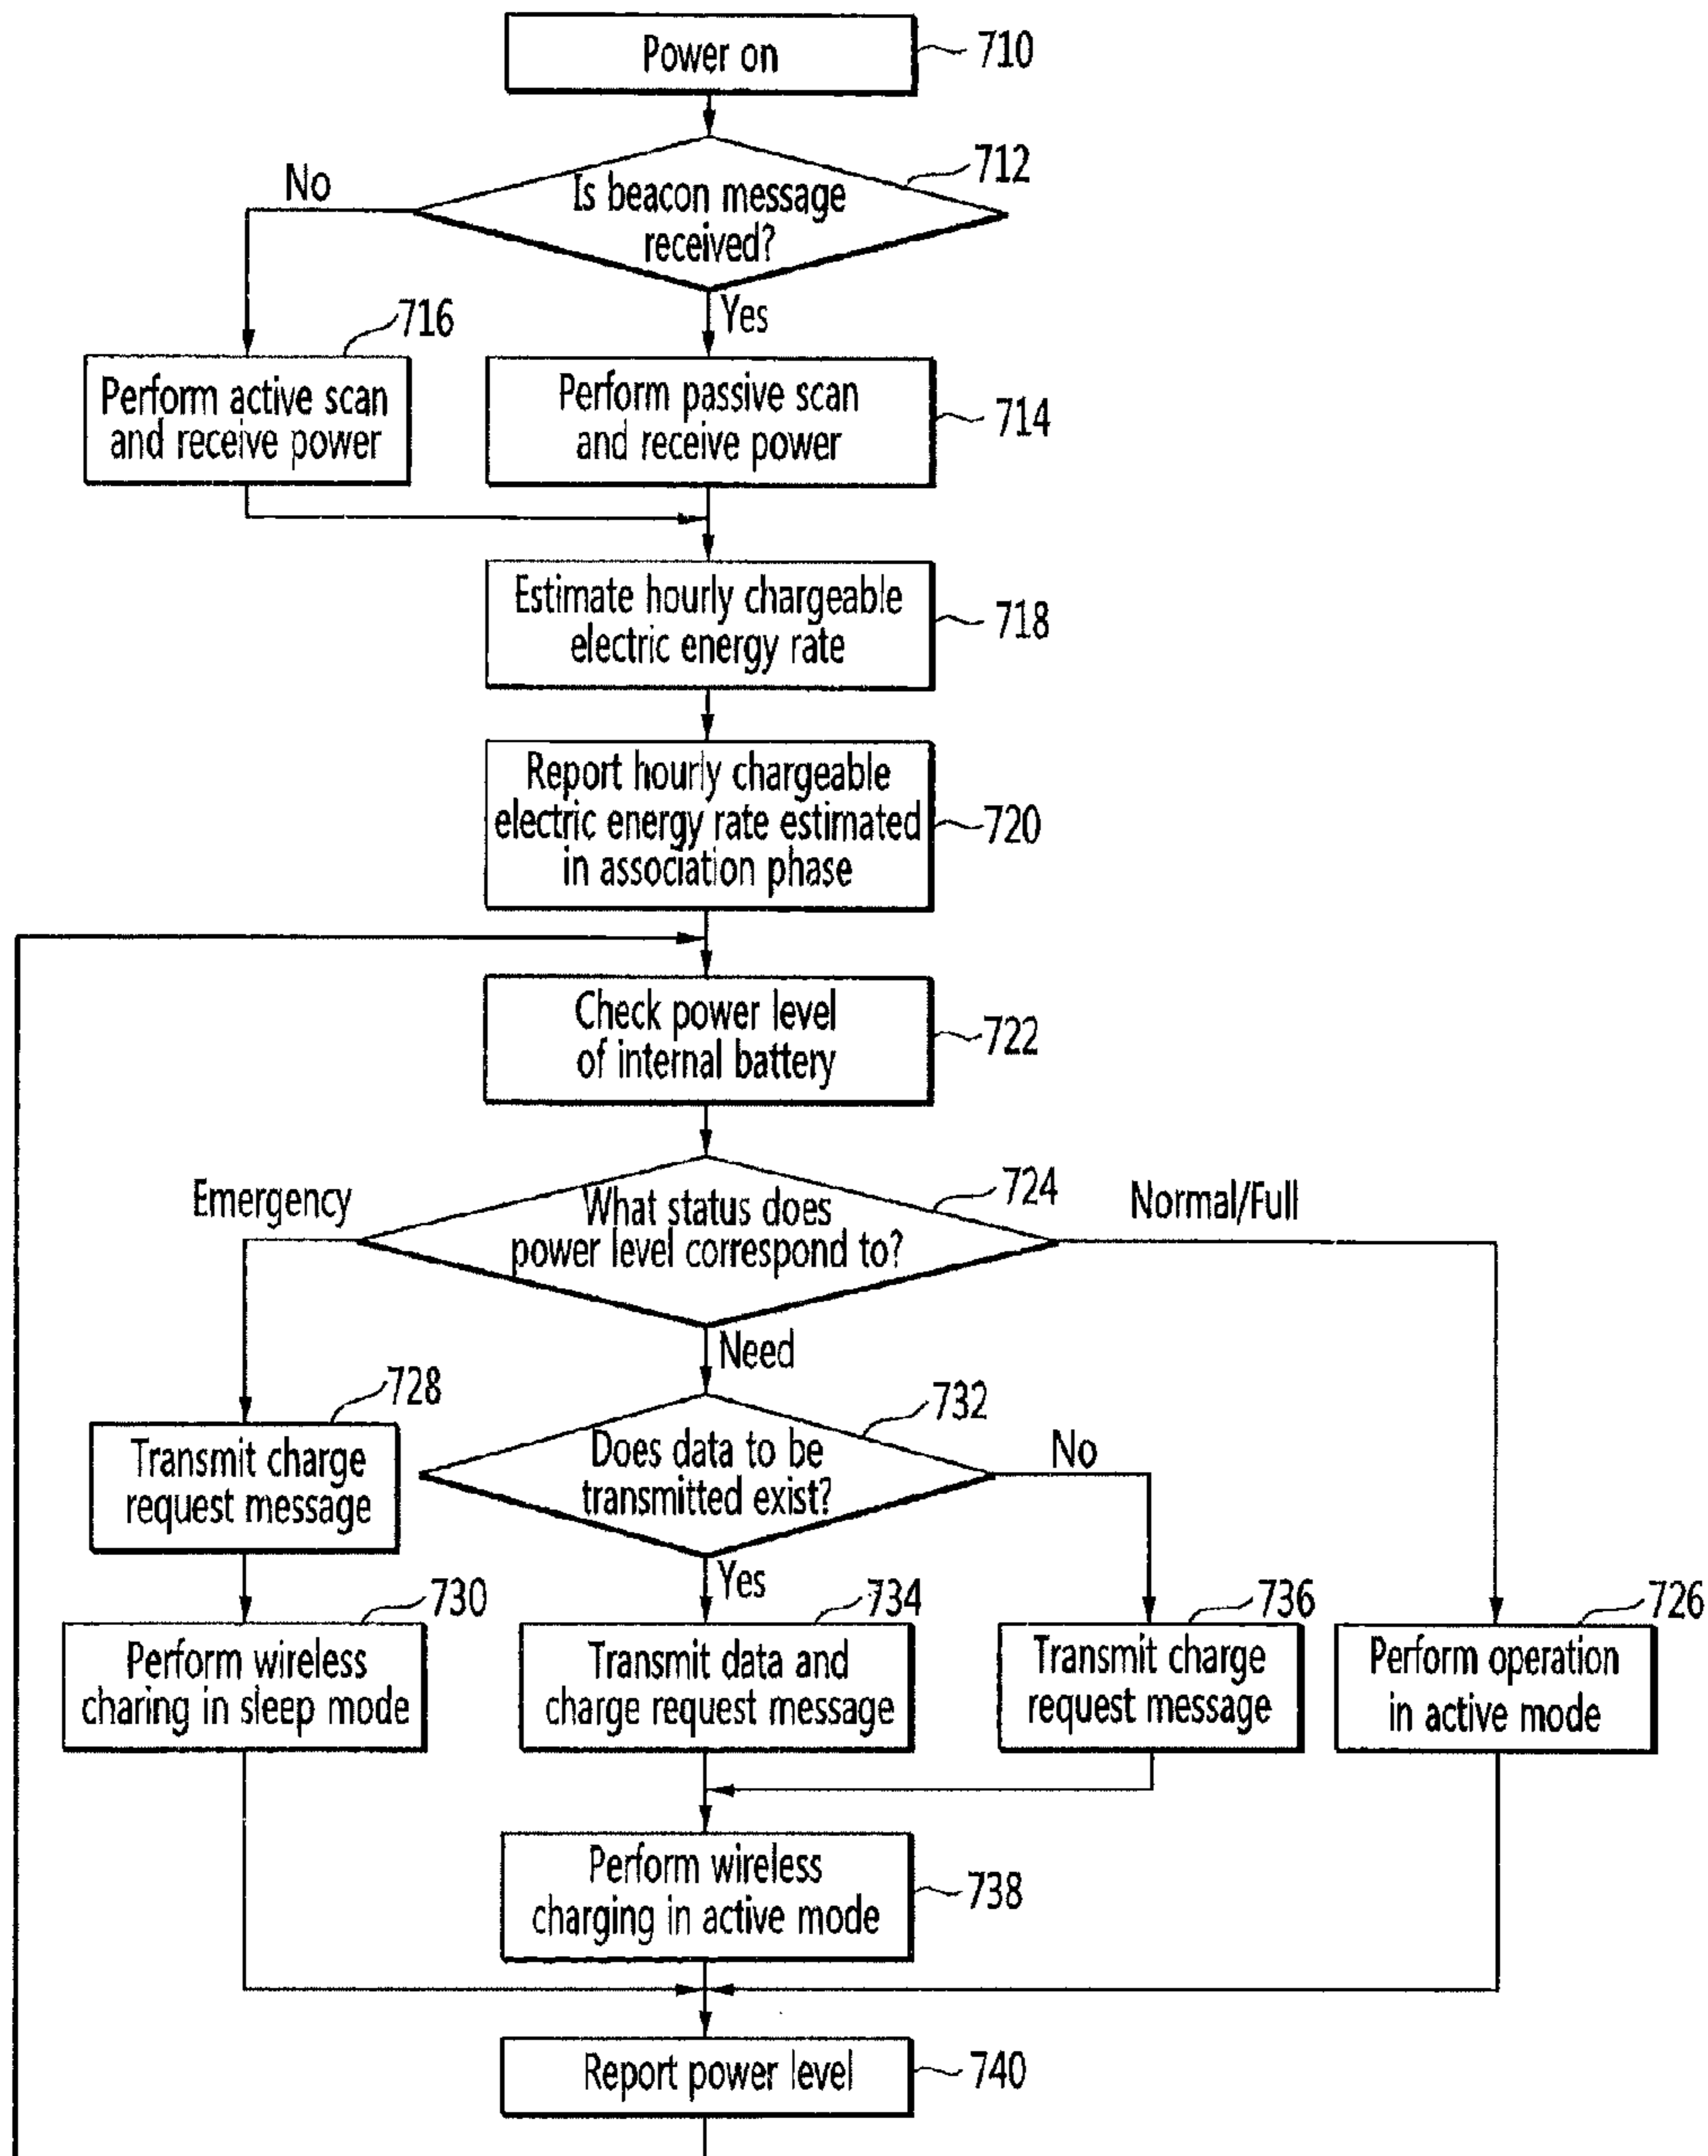 Power on
710
Is beacon message
received?
712
No
Yes
716
Perform active scan
and receive power
Perform passive scan
and receive power
714
Estimate hourly chargeable
electric energy rate
718
Report hourly chargeable
electric energy rate estimated
in association phase
720
Check power level
of internal battery
722
Emergency
What status does
power level correspond to?
724
Normal/Full
Need
728
Transmit charge
request message
Does data to be
transmitted exist?
732
No
Yes
730
Perform wireless
charing in sleep mode
734
Transmit data and
charge request message
736
Transmit charge
request message
726
Perform operation
in active mode
Perform wireless
charging in active mode
738
Report power level
740